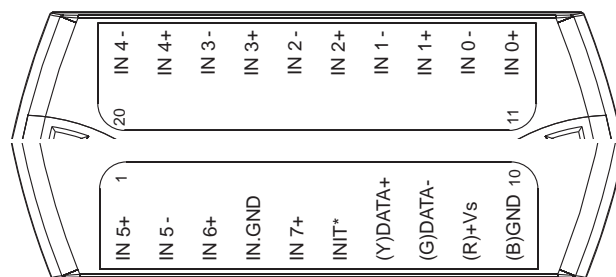 IN 4 -
IN 4+
IN 3 -
IN 3+
IN 2 -
IN 2+
IN 1 -
IN 1+
IN 0 -
IN 0+
20
11
1
10
IN 5+
IN 5 -
IN 6+
IN.GND
IN 7+
INIT*
(Y)DATA+
(G)DATA-
(R)+Vs
(B)GND